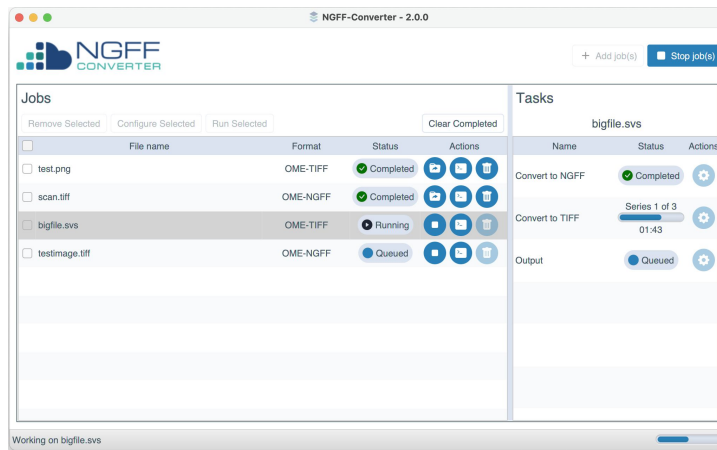 NGFF-Converter - 2.0.0
NGFF
CONVERTER
+ Add job(s) Stop job(s)
Jobs
Remove Selected Configure Selected Run Selected Clear Completed
File name Format Status Actions
test.png OME-TIFF Completed
scan.tiff OME-NGFF Completed
bigfile.svs OME-TIFF Running
testimage.tiff OME-NGFF Queued
Tasks
bigfile.svs
Name Status Actions
Convert to NGFF Completed
Convert to TIFF Series 1 of 3
01:43
Output Queued
Working on bigfile.svs